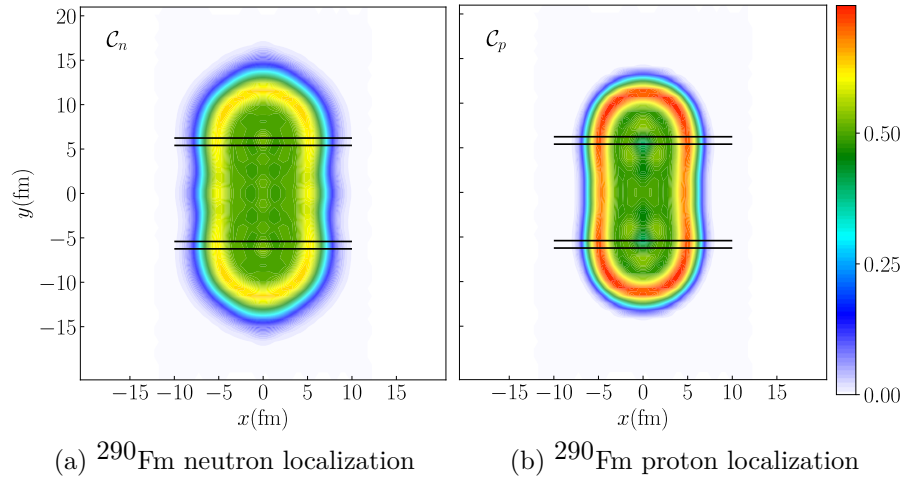 20
15
10
5
0
−5
−10
−15
y(fm)
𝒞ₙ
−15 −10 −5 0 5 10 15
x(fm)
𝒞ₚ
−15 −10 −5 0 5 10 15
x(fm)
0.50
0.25
0.00
(a) ²⁹⁰Fm neutron localization
(b) ²⁹⁰Fm proton localization